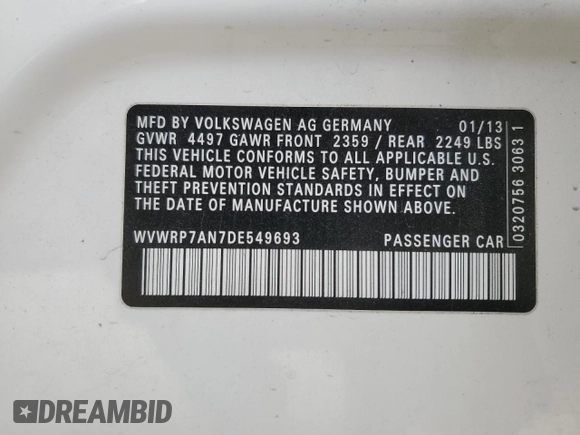 MFD BY VOLKSWAGEN AG GERMANY 01/13
GVWR 4497 GAWR FRONT 2359 / REAR 2249 LBS
THIS VEHICLE CONFORMS TO ALL APPLICABLE U.S.
FEDERAL MOTOR VEHICLE SAFETY, BUMPER AND
THEFT PREVENTION STANDARDS IN EFFECT ON
THE DATE OF MANUFACTURE SHOWN ABOVE.
WVWRP7AN7DE549693 PASSENGER CAR
0320756 3063 1
DREAMBID